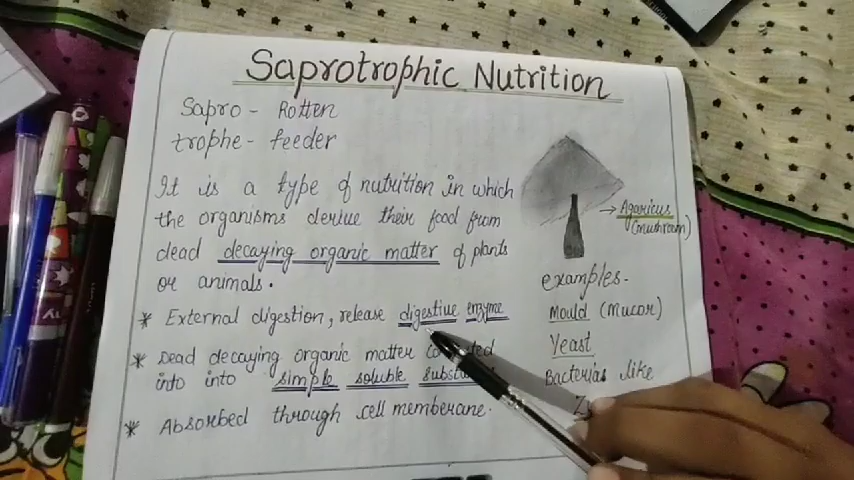 Saprotrophic Nutrition
Sapro - Rotten
trophe - feeder
It is a type of nutrition in which
the organisms derive their food from
dead decaying organic matter of plants
or animals.
* External digestion, release digestive enzyme
* Dead decaying organic matter
into into simple soluble
* Absorbed through cell memberane.
→ Agaricus
(mushroom)
examples-
Mould (Mucor)
Yeast
Bacterias like